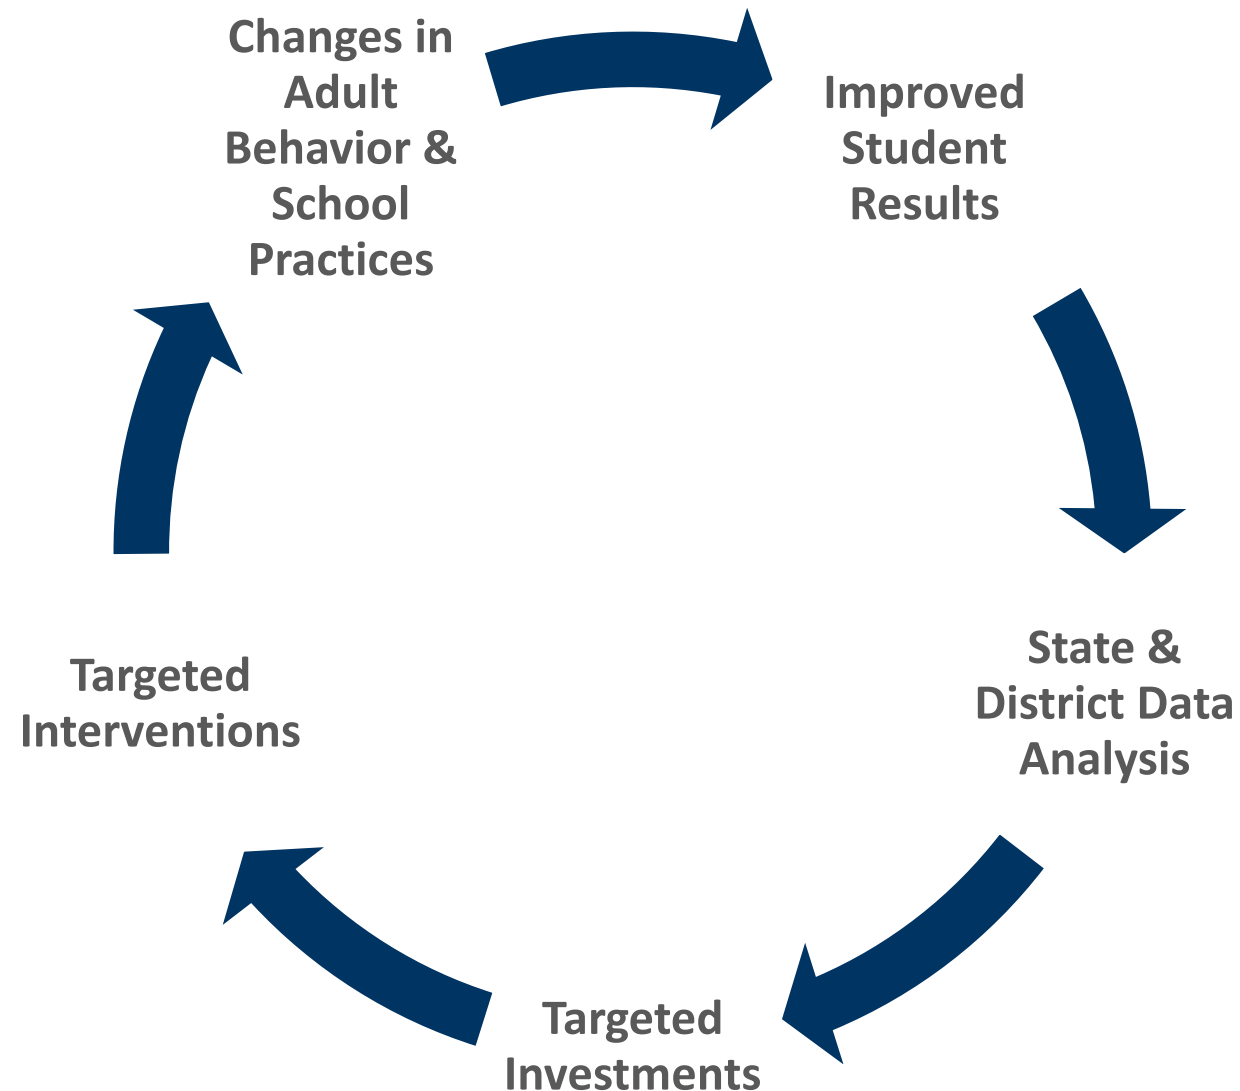 Changes in
Adult
Behavior &
School
Practices
Improved
Student
Results
State &
District Data
Analysis
Targeted
Investments
Targeted
Interventions